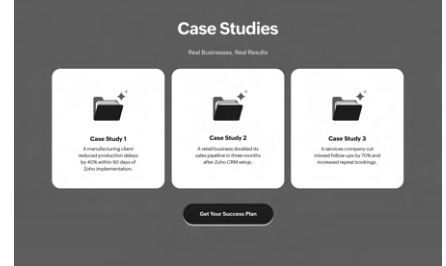 Case Studies
Real Businesses. Real Results
Case Study 1
A manufacturing client
reduced production delays
by 40% within 90 days of
Zoho implementation.
Case Study 2
A retail business doubled its
sales pipeline in three months
after Zoho CRM setup.
Case Study 3
A services company cut
missed follow-ups by 70% and
increased repeat bookings.
Get Your Success Plan